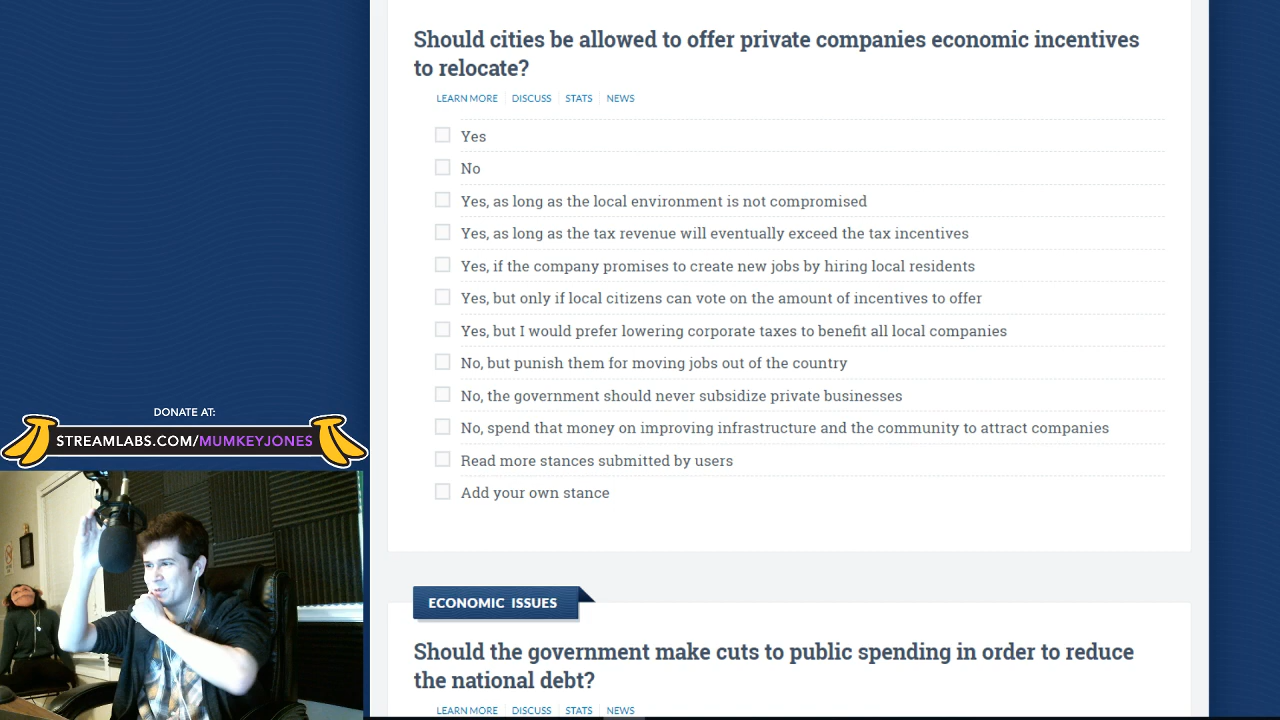 Should cities be allowed to offer private companies economic incentives
to relocate?
LEARN MORE DISCUSS STATS NEWS
Yes
No
Yes, as long as the local environment is not compromised
Yes, as long as the tax revenue will eventually exceed the tax incentives
Yes, if the company promises to create new jobs by hiring local residents
Yes, but only if local citizens can vote on the amount of incentives to offer
Yes, but I would prefer lowering corporate taxes to benefit all local companies
No, but punish them for moving jobs out of the country
No, the government should never subsidize private businesses
No, spend that money on improving infrastructure and the community to attract companies
Read more stances submitted by users
Add your own stance
DONATE AT:
STREAMLABS.COM/MUMKEYJONES
ECONOMIC ISSUES
Should the government make cuts to public spending in order to reduce
the national debt?
LEARN MORE DISCUSS STATS NEWS